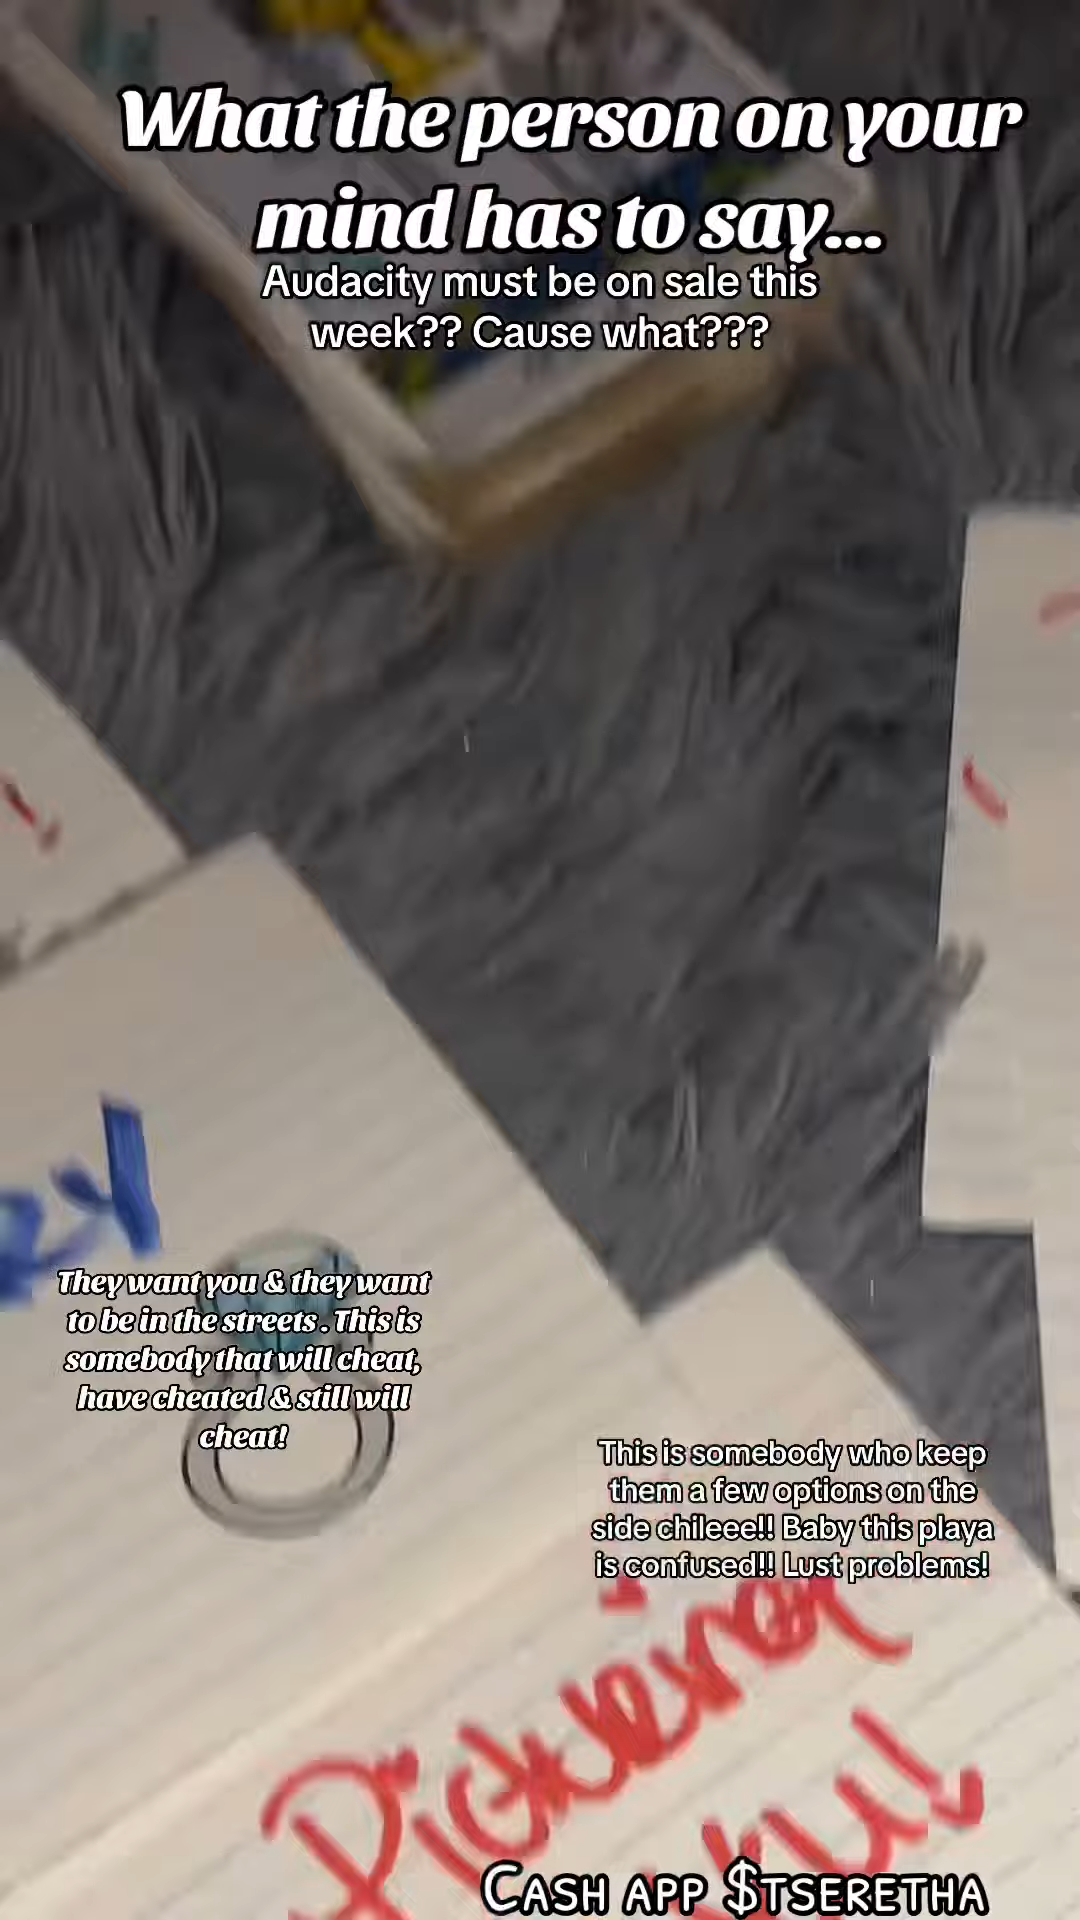 What the person on your
mind has to say...
Audacity must be on sale this
week?? Cause what???
They want you & they want
to be in the streets . This is
somebody that will cheat,
have cheated & still will
cheat!
This is somebody who keep
them a few options on the
side chileee!! Baby this playa
is confused!! Lust problems!
CASH APP $TSERETHA